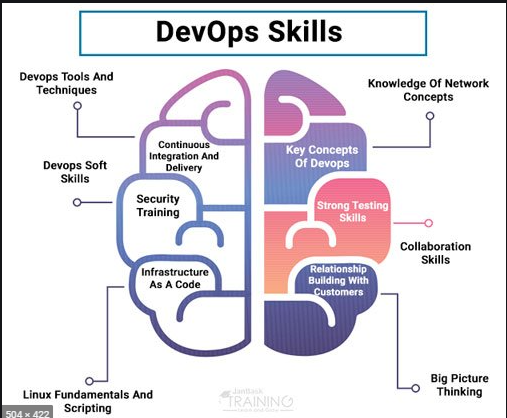 DevOps Skills
Devops Tools And
Techniques
Knowledge Of Network
Concepts
Continuous
Integration And
Delivery
Key Concepts
Of Devops
Devops Soft
Skills
Security
Training
Strong Testing
Skills
Collaboration
Skills
Infrastructure
As A Code
Relationship
Building With
Customers
Big Picture
Thinking
Linux Fundamentals And
Scripting
TRAINING
504 × 422